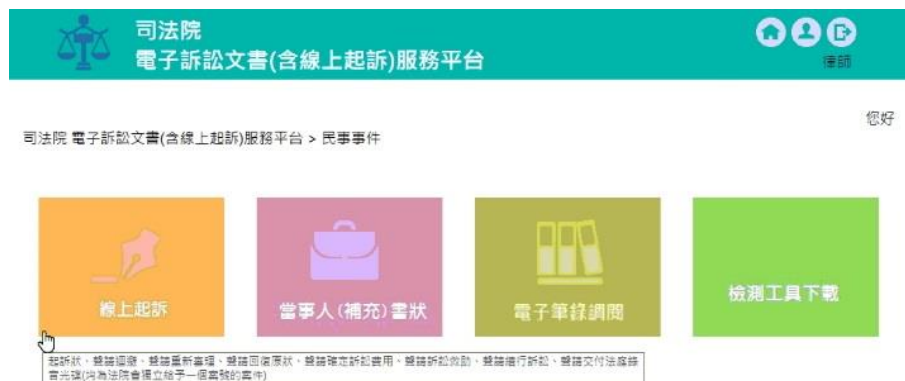 司法院
電子訴訟文書(含線上起訴)服務平台
律師
您好
司法院 電子訴訟文書(含線上起訴)服務平台 > 民事事件
線上起訴
當事人(補充)書狀
電子筆錄調閱
檢測工具下載
起訴狀、聲請迴避、聲請重新審理、聲請回復原狀、聲請確定訴訟費用、聲請訴訟救助、聲請續行訴訟、聲請交付法庭錄
音光碟(均為法院會獨立給予一個案號的案件)